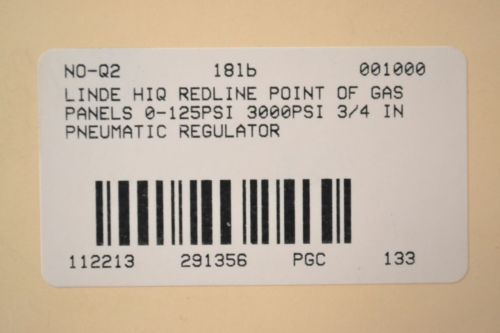 NO-Q2 18lb 001000
LINDE HIQ REDLINE POINT OF GAS
PANELS 0-125PSI 3000PSI 3/4 IN
PNEUMATIC REGULATOR
112213 291356 PGC 133